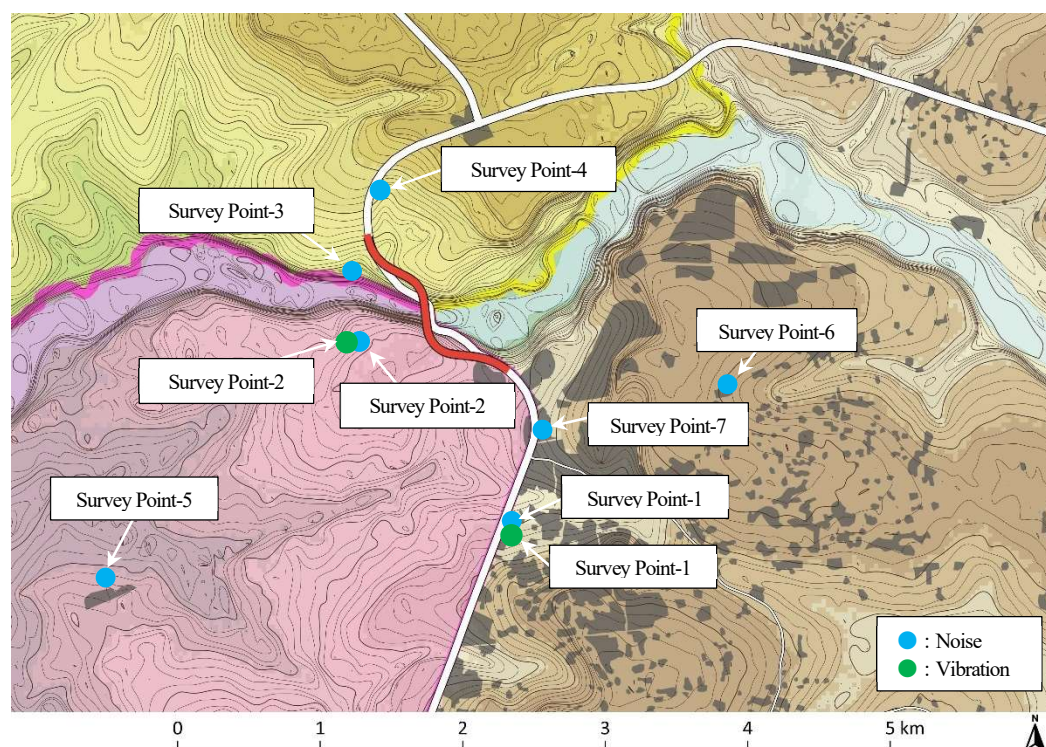 Survey Point-4
Survey Point-3
Survey Point-6
Survey Point-2
Survey Point-2
Survey Point-7
Survey Point-5
Survey Point-1
Survey Point-1
: Noise
: Vibration
0 1 2 3 4 5 km
N